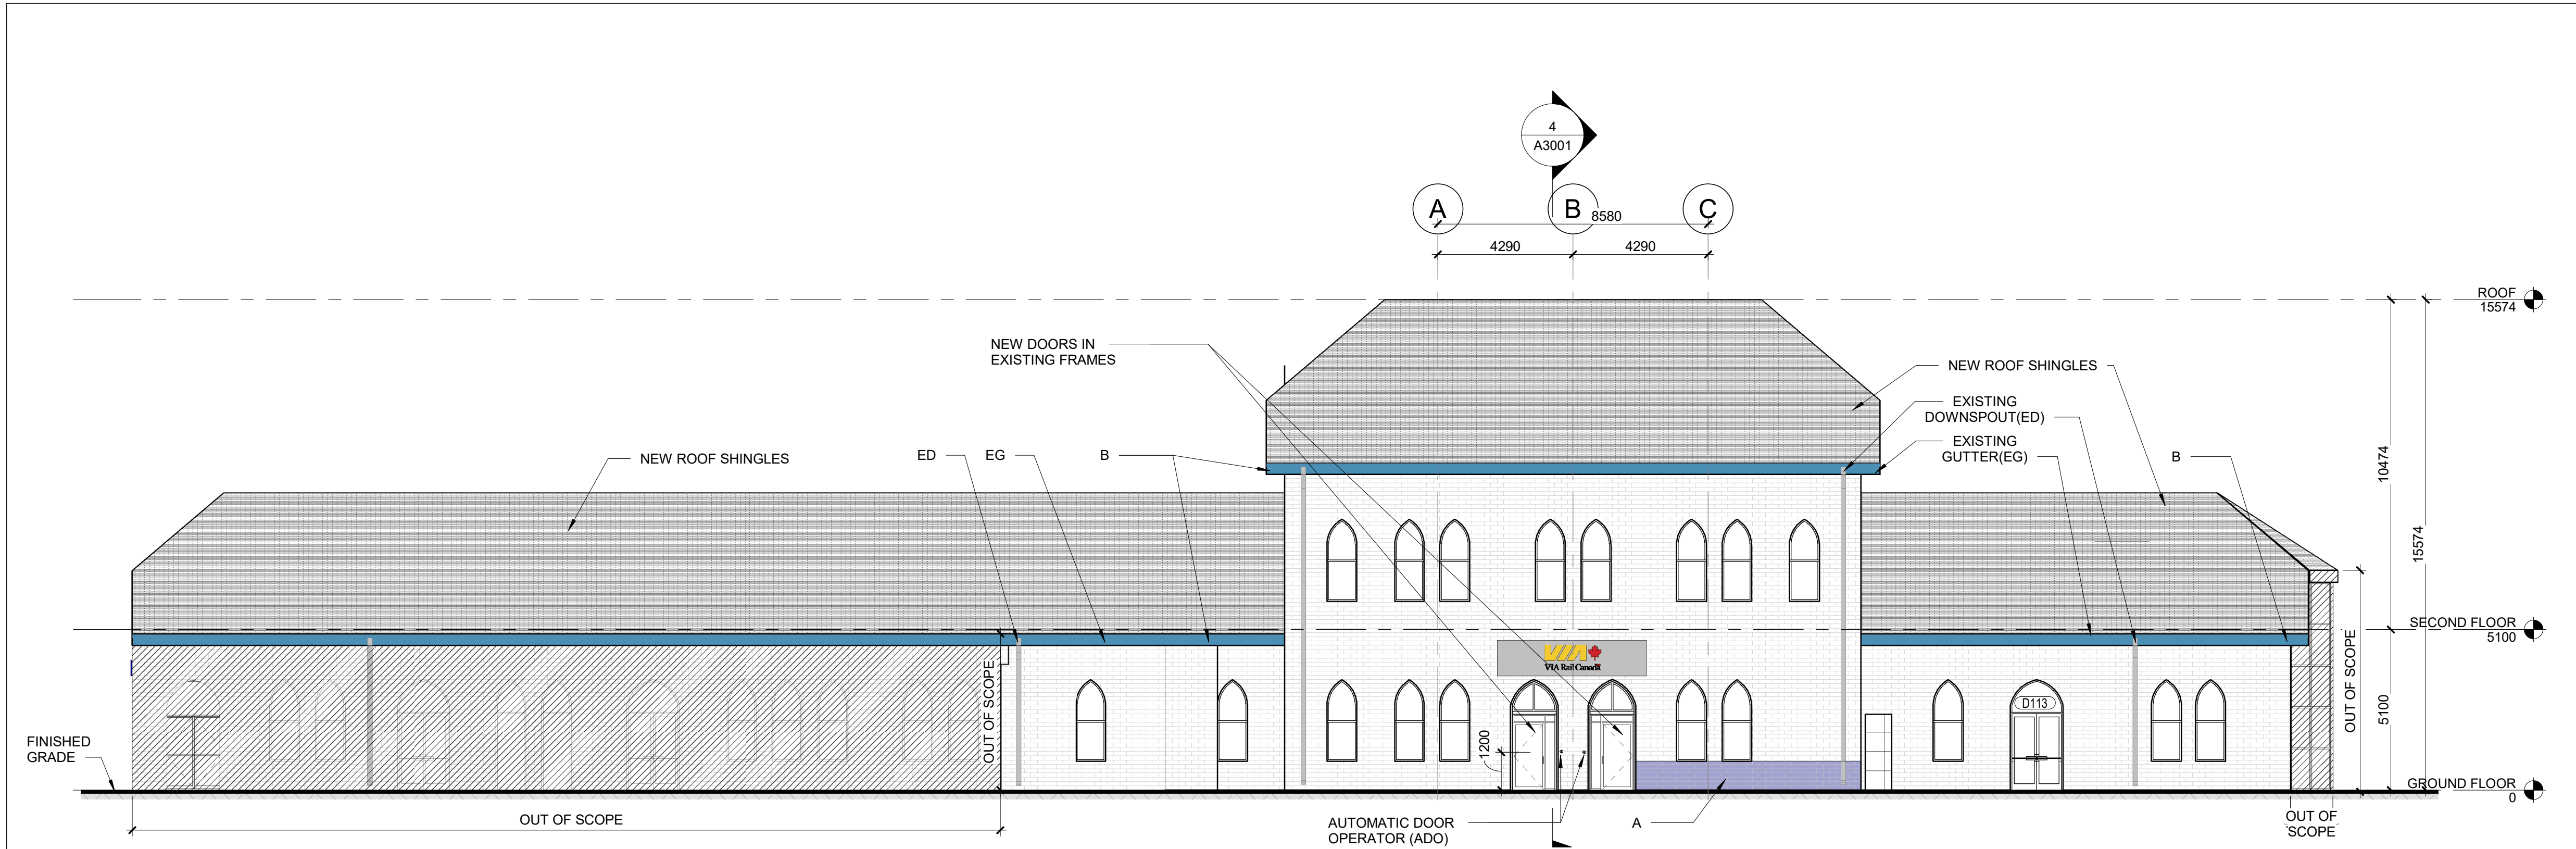 4
A3001
A
B
C
8580
4290
4290
ROOF
15574
NEW DOORS IN
EXISTING FRAMES
NEW ROOF SHINGLES
EXISTING
DOWNSPOUT(ED)
EXISTING
GUTTER(EG)
B
NEW ROOF SHINGLES
ED
EG
B
10474
15574
SECOND FLOOR
5100
VIA
VIA Rail Canada
OUT OF SCOPE
OUT OF SCOPE
D113
5100
1200
FINISHED
GRADE
GROUND FLOOR
0
OUT OF SCOPE
AUTOMATIC DOOR
OPERATOR (ADO)
A
OUT OF
SCOPE